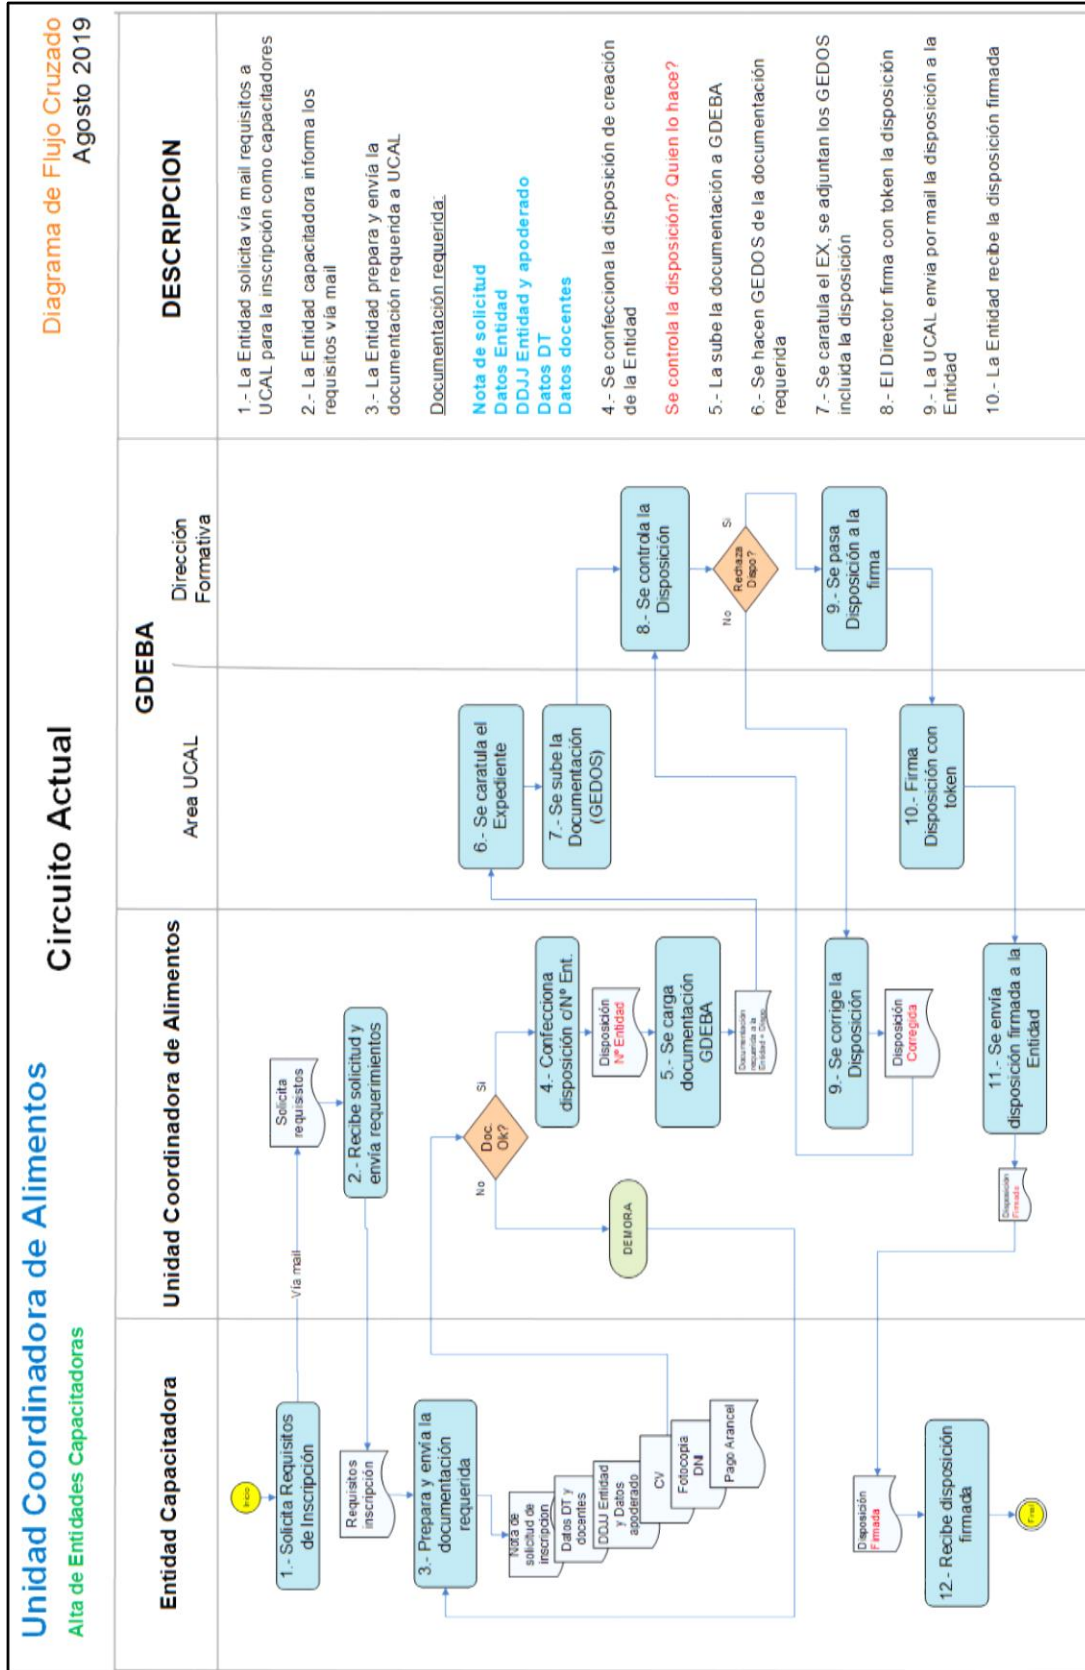 Unidad Coordinadora de Alimentos
Alta de Entidades Capacitadoras
Circuito Actual
Diagrama de Flujo Cruzado
Agosto 2019
Entidad Capacitadora
Unidad Coordinadora de Alimentos
GDEBA
Area UCAL
Dirección
Formativa
DESCRIPCION
Inicio
1.- Solicita Requisitos
de Inscripción
Vía mail
Solicita
requisistos
2.- Recibe solicitud y
envía requerimientos
Requisitos
inscripción
3.- Prepara y envía la
documentación
requerida
Nota de
solicitud de
inscripcion
Datos DT y
docentes
DDJJ Entidad
y Datos
apoderado
CV
Fotocopia
DNI
Pago Arancel
Doc.
Ok?
No
Si
DEMORA
4.- Confecciona
disposición c/Nº Ent.
Disposición
Nº Entidad
5.- Se carga
documentación
GDEBA
Documentación
requerida a la
Entidad + Dispo
6.- Se caratula el
Expediente
7.- Se sube la
Documentación
(GEDOS)
8.- Se controla la
Disposición
Rechaza
Dispo?
No
Si
9.- Se pasa
Disposición a la
firma
9.- Se corrige la
Disposición
Disposición
Corregida
10.- Firma
Disposición con
token
11.- Se envía
disposición firmada a la
Entidad
Disposición
Firmada
Disposición
Firmada
12.- Recibe disposición
firmada
Final
1.- La Entidad solicita vía mail requisitos a
UCAL para la inscripción como capacitadores
2.- La Entidad capacitadora informa los
requisitos vía mail
3.- La Entidad prepara y envía la
documentación requerida a UCAL
Documentación requerida:
Nota de solicitud
Datos Entidad
DDJJ Entidad y apoderado
Datos DT
Datos docentes
4.- Se confecciona la disposición de creación
de la Entidad
Se controla la disposición? Quien lo hace?
5.- La sube la documentación a GDEBA
6.- Se hacen GEDOS de la documentación
requerida
7.- Se caratula el EX, se adjuntan los GEDOS
incluida la disposición
8.- El Director firma con token la disposición
9.- La UCAL envia por mail la disposición a la
Entidad
10.- La Entidad recibe la disposición firmada